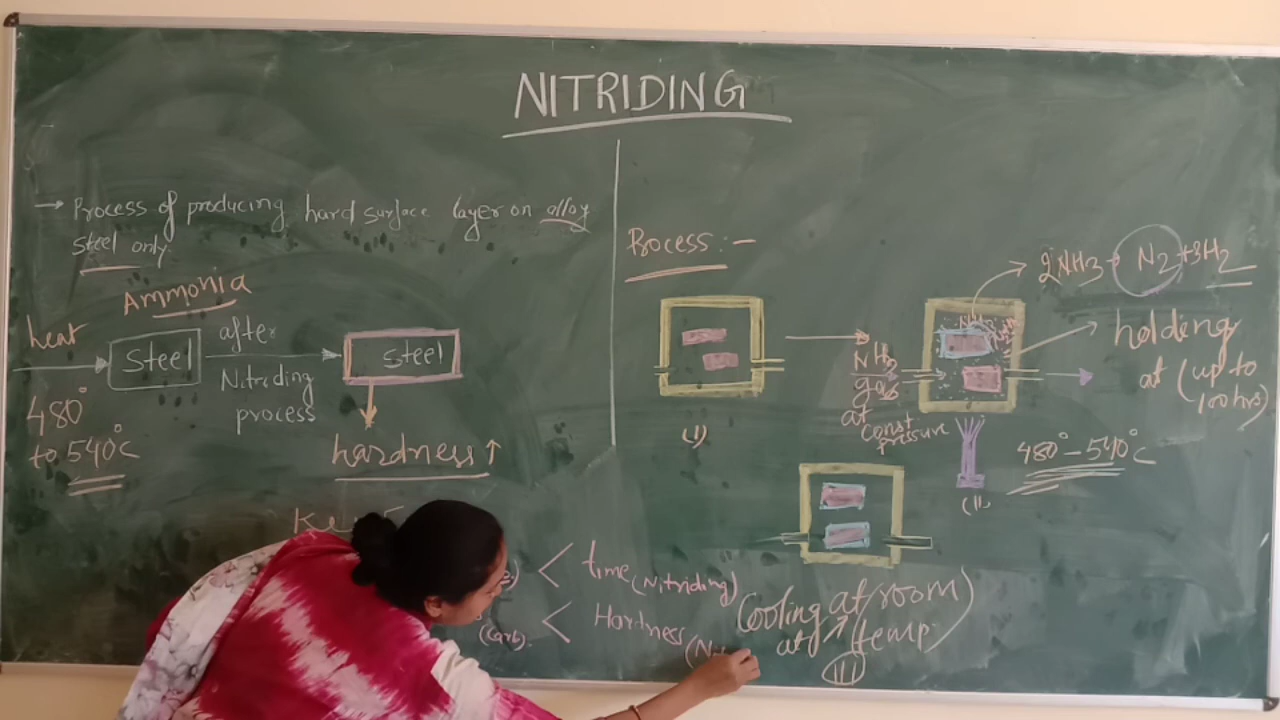 NITRIDING
→ Process of producing hard surface layer on alloy
steel only
Ammonia
heat
480°
to 540°c
Steel
after
Nitriding
process
Steel
hardness ↑
time (Nitriding)
(carb). < Hardness
Process :-
(I)
NH3
gas
at
const
pressure
2NH3 → N2 + 3H2
holding
at (up to
100 hrs)
480° - 540°c
(II)
Cooling at room
at temp.
(III)